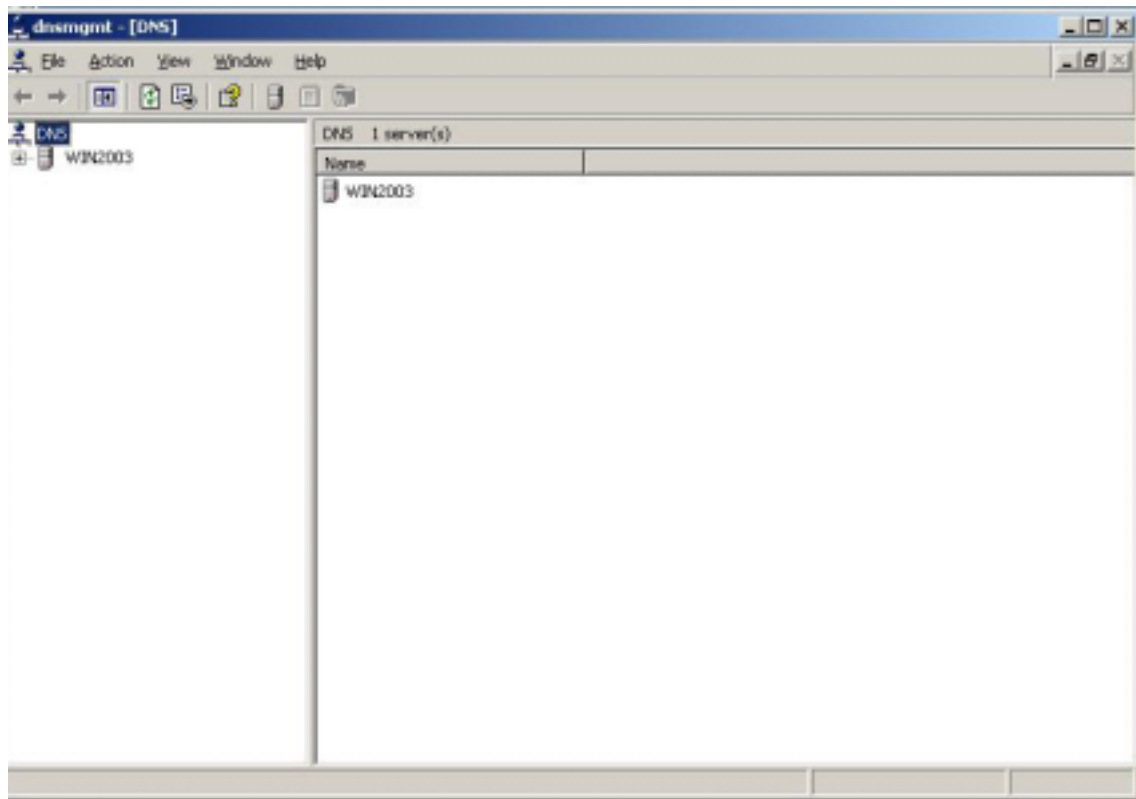 dnsmgmt - [DNS]
File Action View Window Help
DNS
WIN2003
DNS 1 server(s)
Name
WIN2003